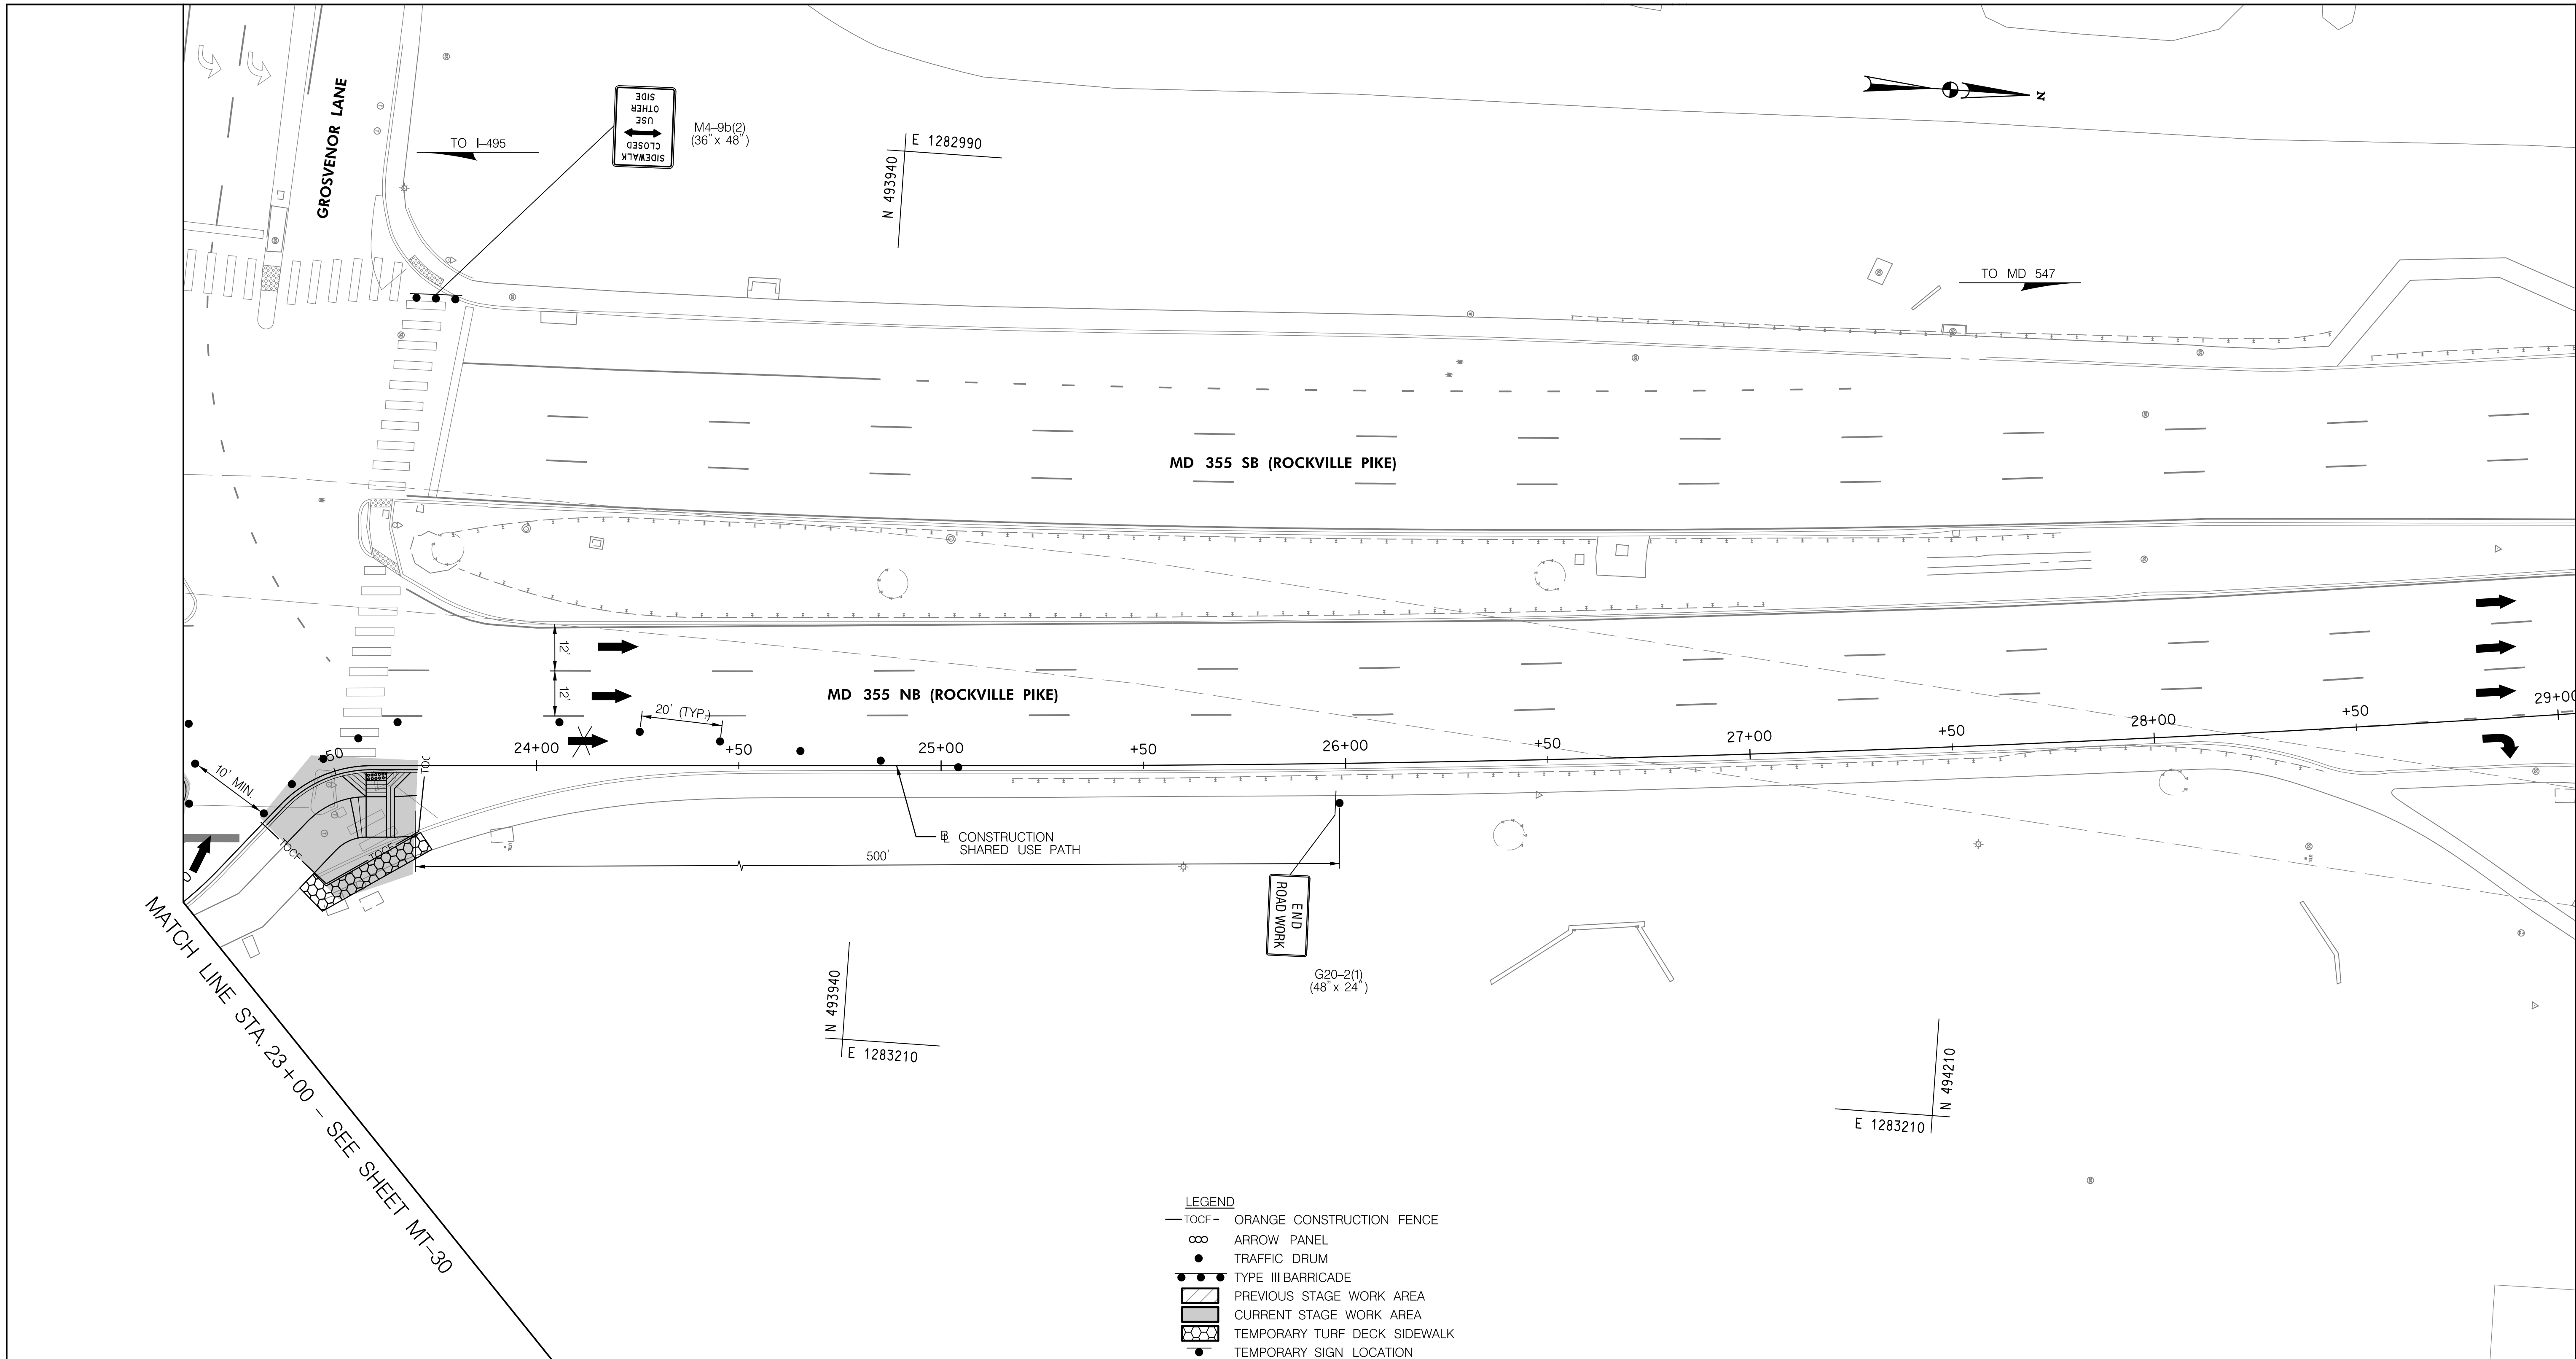 GROSVENOR LANE
TO I-495
SIDEWALK
CLOSED
USE
OTHER
SIDE
M4-9b(2)
(36" x 48")
E 1282990
N 493940
N
TO MD 547
MD 355 SB (ROCKVILLE PIKE)
12'
12'
MD 355 NB (ROCKVILLE PIKE)
20' (TYP.)
+50
24+00
+50
25+00
+50
26+00
+50
27+00
+50
28+00
+50
29+00
10' MIN.
TOC
TOCF
TOCF
BL CONSTRUCTION
SHARED USE PATH
500'
END
ROAD WORK
G20-2(1)
(48" x 24")
MATCH LINE STA. 23+00 - SEE SHEET MT-30
N 493940
E 1283210
N 494210
E 1283210
LEGEND
TOCF ORANGE CONSTRUCTION FENCE
ARROW PANEL
TRAFFIC DRUM
TYPE III BARRICADE
PREVIOUS STAGE WORK AREA
CURRENT STAGE WORK AREA
TEMPORARY TURF DECK SIDEWALK
TEMPORARY SIGN LOCATION